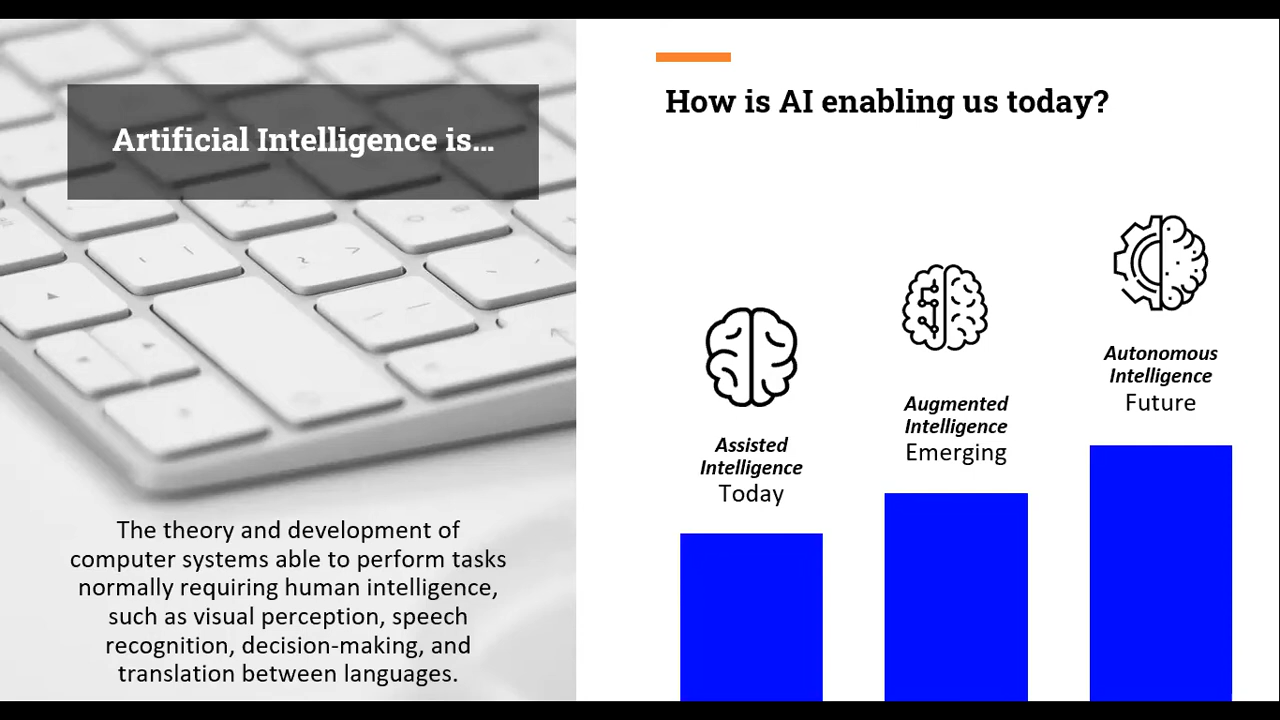 Artificial Intelligence is...
The theory and development of
computer systems able to perform tasks
normally requiring human intelligence,
such as visual perception, speech
recognition, decision-making, and
translation between languages.
How is AI enabling us today?
Assisted
Intelligence
Today
Augmented
Intelligence
Emerging
Autonomous
Intelligence
Future